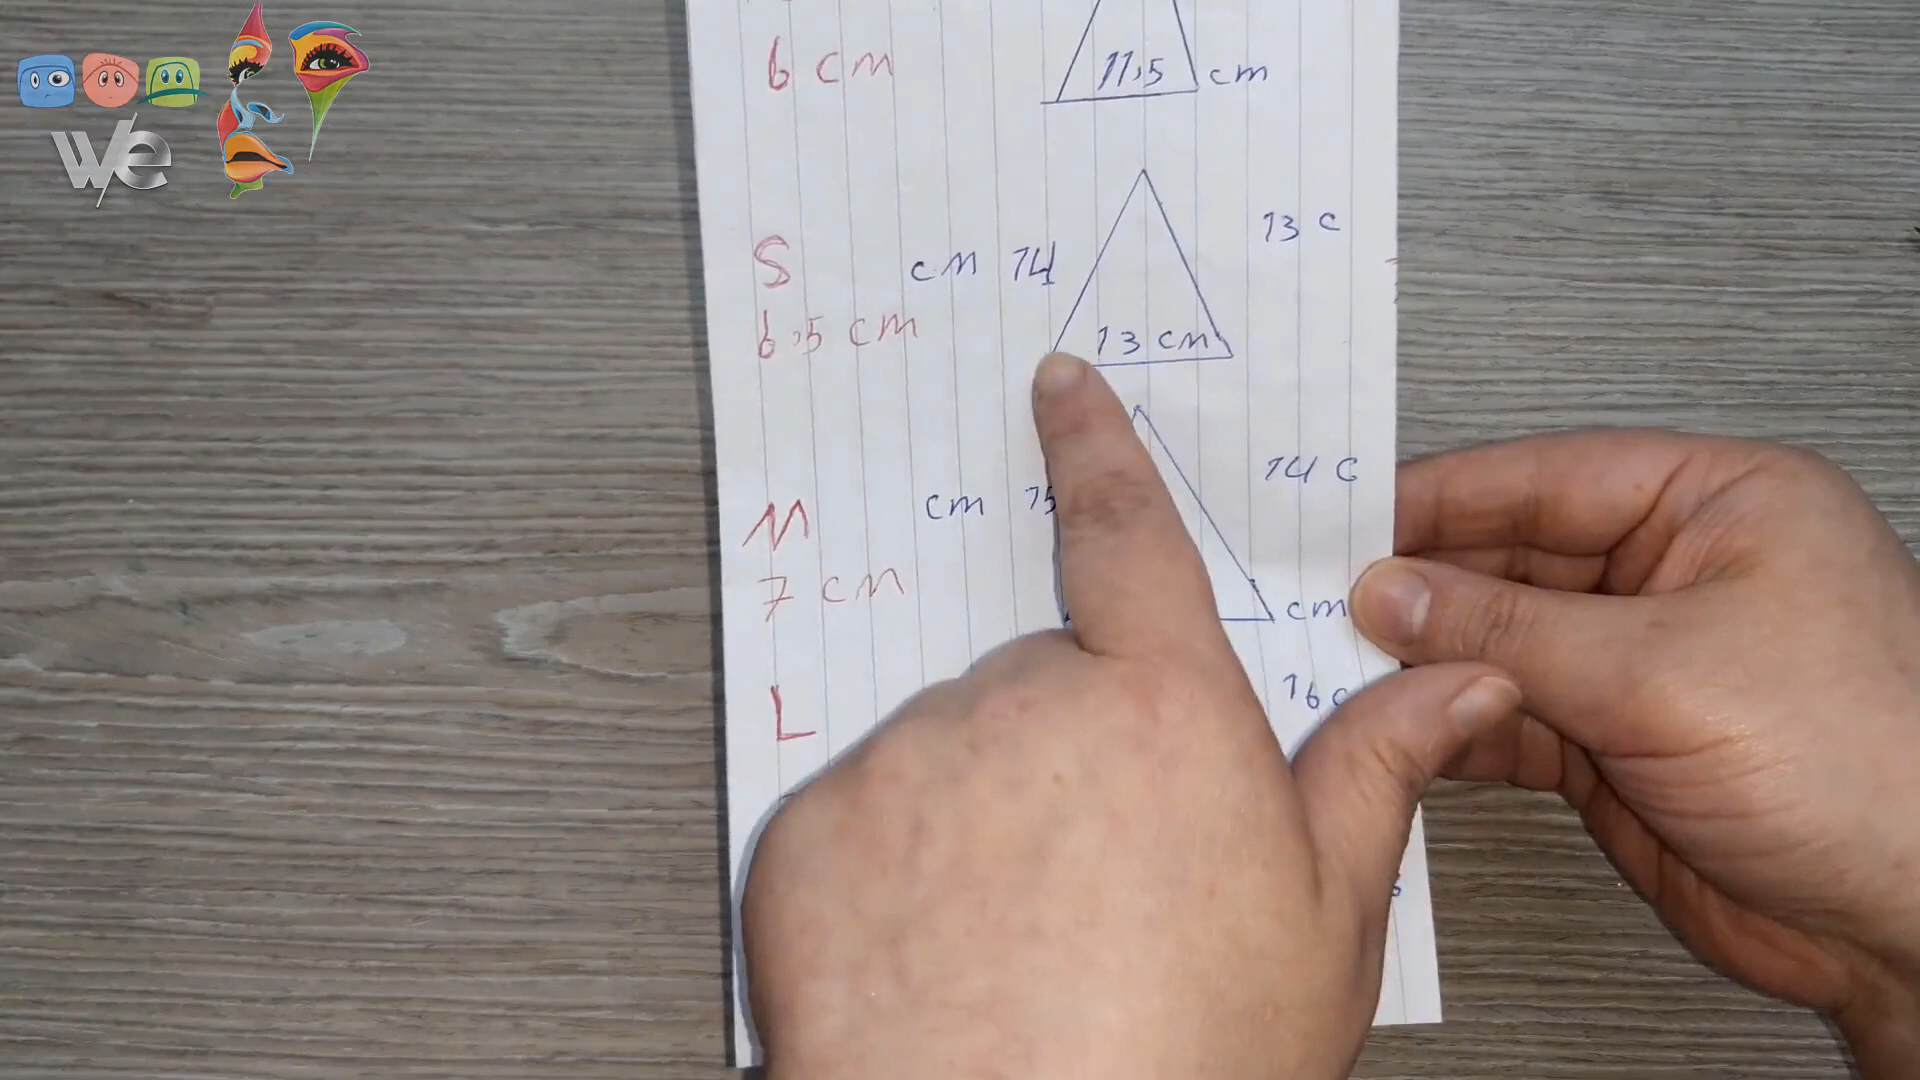 We
6 cm
11,5 cm
S cm 14 13 c
6,5 cm 13 cm
M cm 15 14 c
7 cm cm
L 16 c